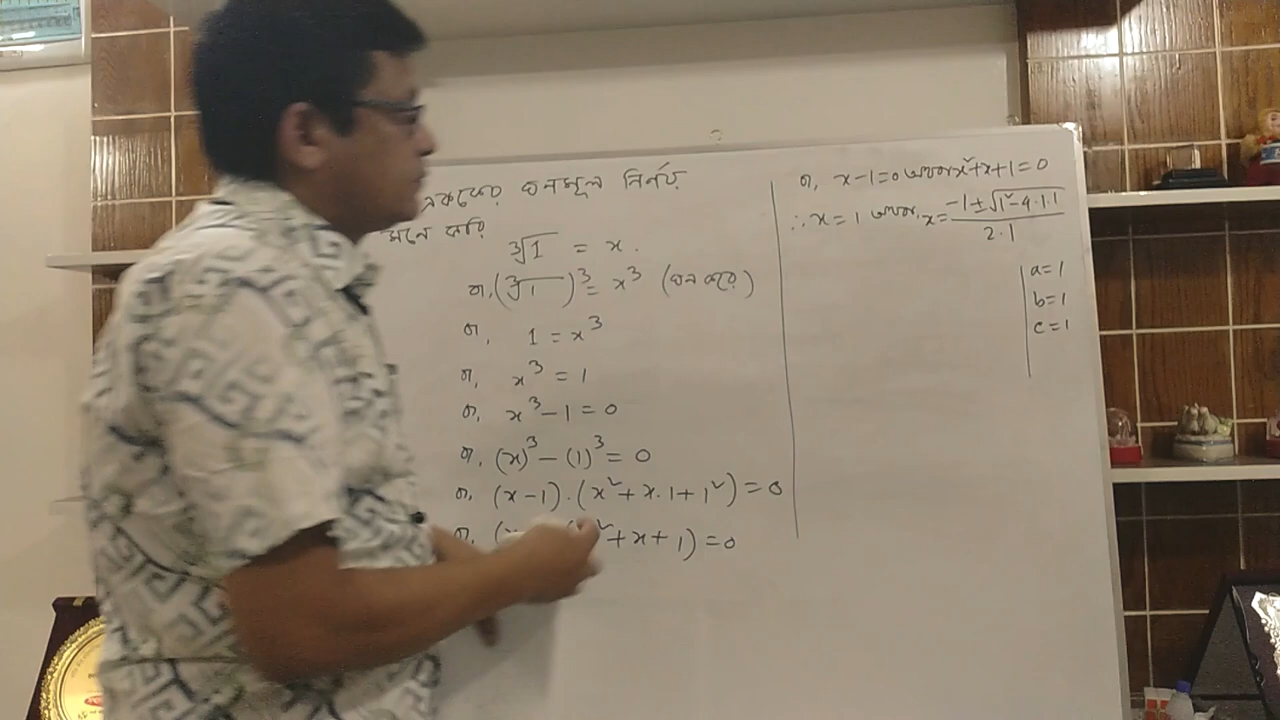 এককের ঘনমূল নির্ণয়
মনে করি
∛1 = x.
বা, (∛1)³ = x³ (ঘন করে)
বা, 1 = x³
বা, x³ = 1
বা, x³ - 1 = 0
বা, (x)³ - (1)³ = 0
বা, (x-1).(x² + x.1 + 1²) = 0
বা, ² + x + 1) = 0
বা, x-1=0 অথবা x²+x+1=0
∴ x = 1 অথবা, x = (-1 ± √(1²-4.1.1))/(2.1)
a=1
b=1
c=1